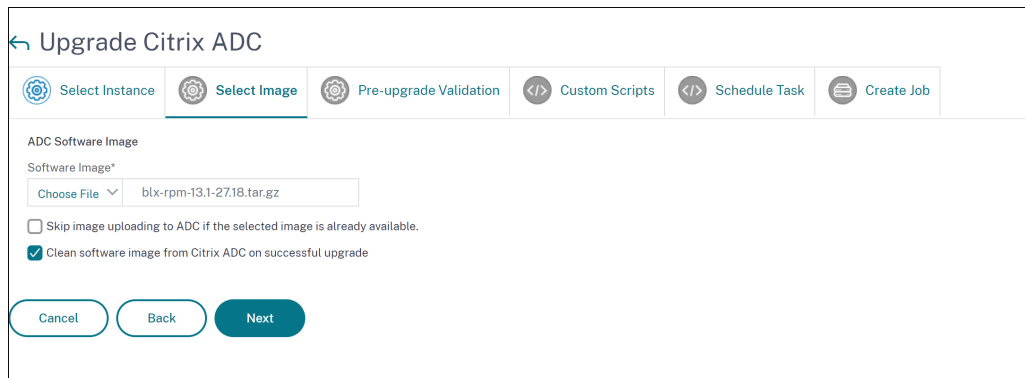 Upgrade Citrix ADC
Select Instance Select Image Pre-upgrade Validation </> Custom Scripts </> Schedule Task Create Job
ADC Software Image
Software Image*
Choose File blx-rpm-13.1-27.18.tar.gz
Skip image uploading to ADC if the selected image is already available.
Clean software image from Citrix ADC on successful upgrade
Cancel Back Next